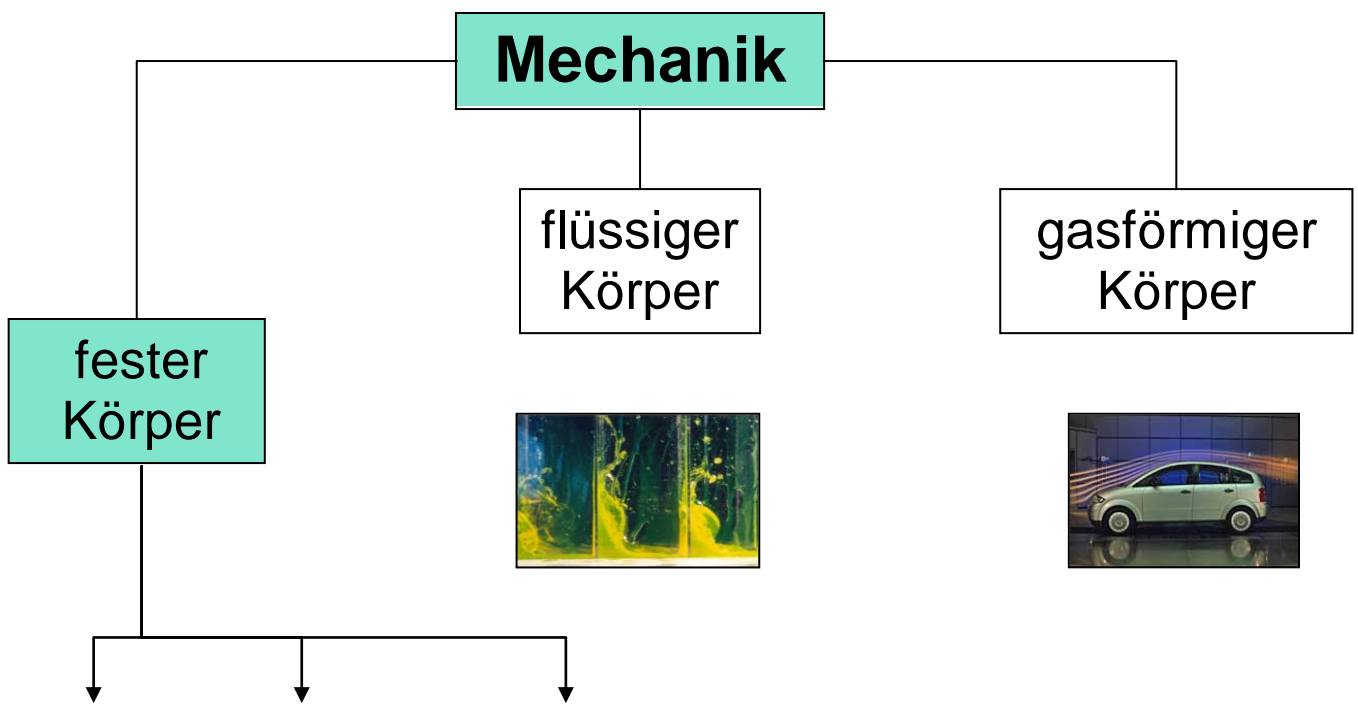 Mechanik
flüssiger
Körper
gasförmiger
Körper
fester
Körper